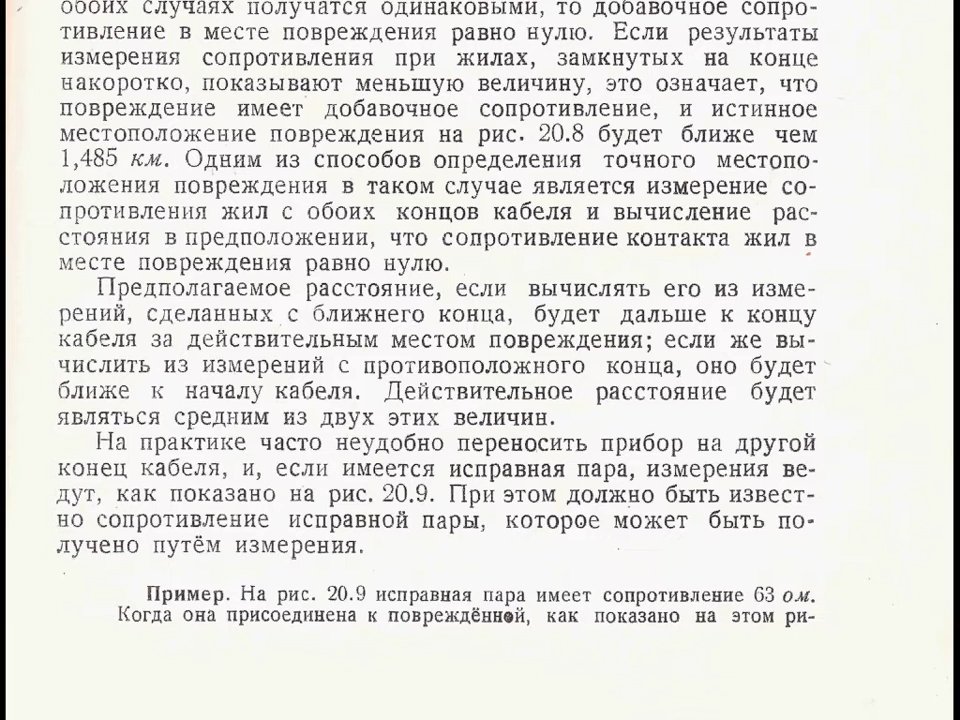 обоих случаях получатся одинаковыми, то добавочное сопро-
тивление в месте повреждения равно нулю. Если результаты
измерения сопротивления при жилах, замкнутых на конце
накоротко, показывают меньшую величину, это означает, что
повреждение имеет добавочное сопротивление, и истинное
местоположение повреждения на рис. 20.8 будет ближе чем
1,485 км. Одним из способов определения точного местопо-
ложения повреждения в таком случае является измерение со-
противления жил с обоих концов кабеля и вычисление рас-
стояния в предположении, что сопротивление контакта жил в
месте повреждения равно нулю.
Предполагаемое расстояние, если вычислять его из изме-
рений, сделанных с ближнего конца, будет дальше к концу
кабеля за действительным местом повреждения; если же вы-
числить из измерений с противоположного конца, оно будет
ближе к началу кабеля. Действительное расстояние будет
являться средним из двух этих величин.
На практике часто неудобно переносить прибор на другой
конец кабеля, и, если имеется исправная пара, измерения ве-
дут, как показано на рис. 20.9. При этом должно быть извест-
но сопротивление исправной пары, которое может быть по-
лучено путём измерения.
Пример. На рис. 20.9 исправная пара имеет сопротивление 63 ом.
Когда она присоединена к повреждённой, как показано на этом ри-